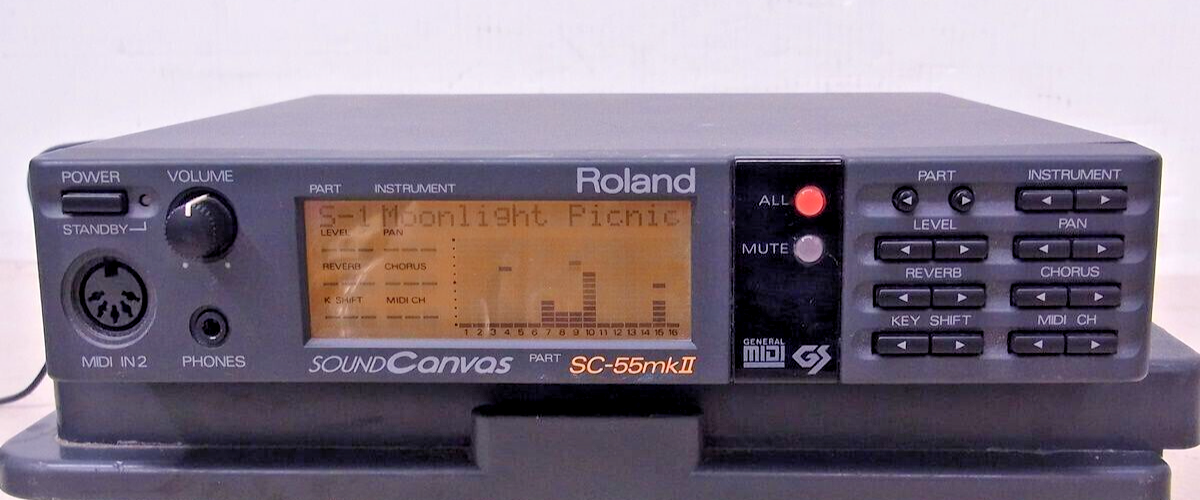 POWER
VOLUME
STANDBY
MIDI IN 2
PHONES
PART INSTRUMENT
Roland
S-1 Moonlight Picnic
LEVEL PAN
REVERB CHORUS
K SHIFT MIDI CH
1 2 3 4 5 6 7 8 9 10 11 12 13 14 15 16
SOUND Canvas PART SC-55mkII
ALL
MUTE
GENERAL
MIDI GS
PART INSTRUMENT
LEVEL PAN
REVERB CHORUS
KEY SHIFT MIDI CH